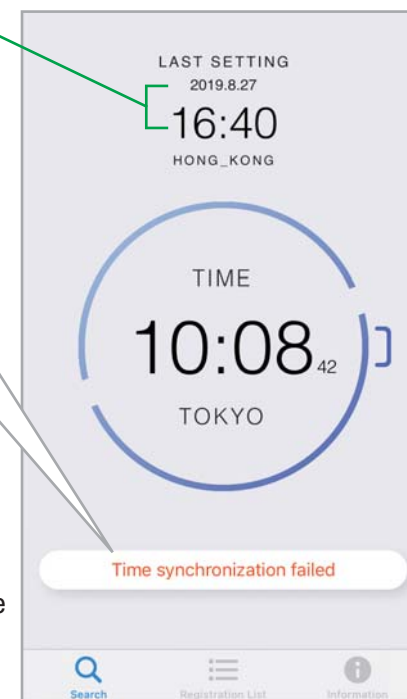 LAST SETTING
2019.8.27
16:40
HONG_KONG
TIME
10:08 42
TOKYO
Time synchronization failed
e
Search
Registration List
Information